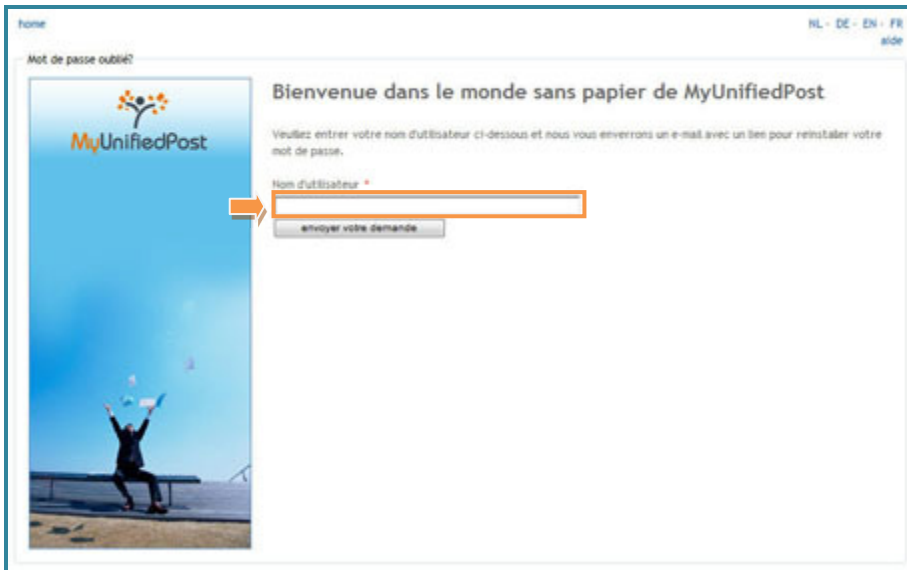 home
NL - DE - EN - FR
aide
Mot de passe oublié?
MyUnifiedPost
Bienvenue dans le monde sans papier de MyUnifiedPost
Veuillez entrer votre nom d'utilisateur ci-dessous et nous vous enverrons un e-mail avec un lien pour reinstaller votre
mot de passe.
Nom d'utilisateur *
envoyer votre demande